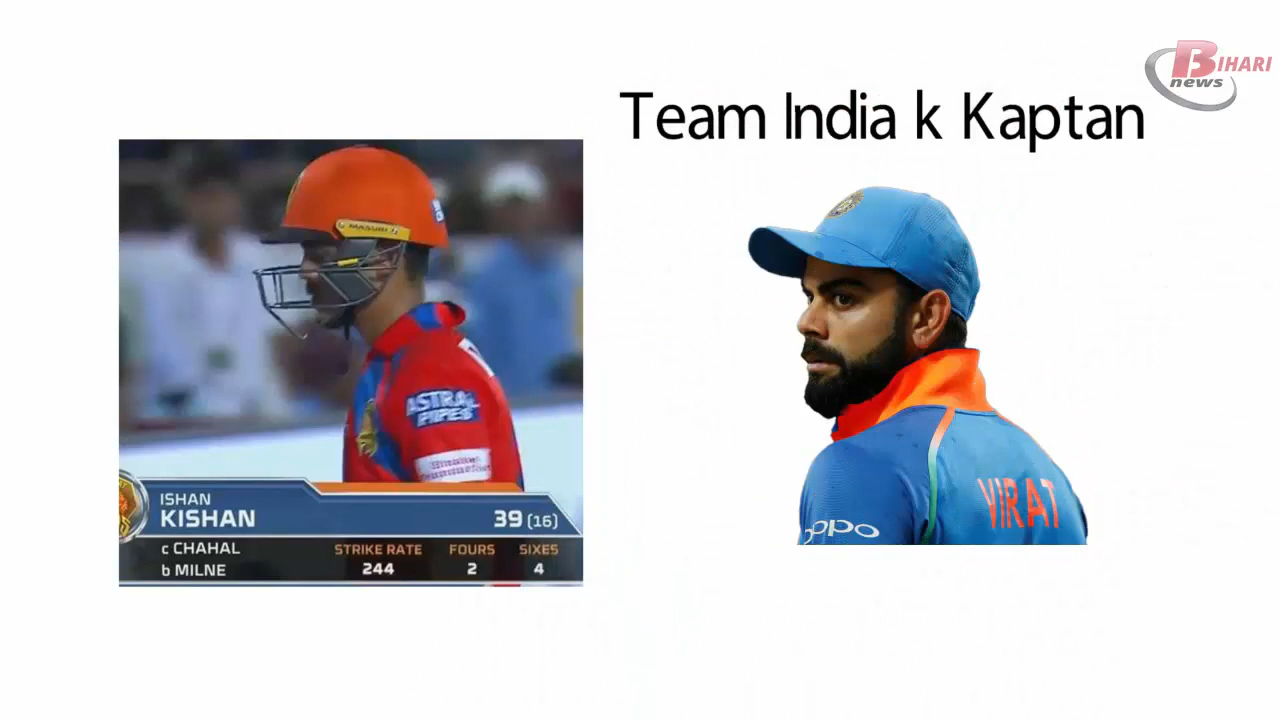 BIHARI
news
Team India k Kaptan
MASURI
ASTRAL
PIPES
ISHAN
KISHAN 39 (16)
c CHAHAL STRIKE RATE FOURS SIXES
b MILNE 244 2 4
VIRAT
oppo